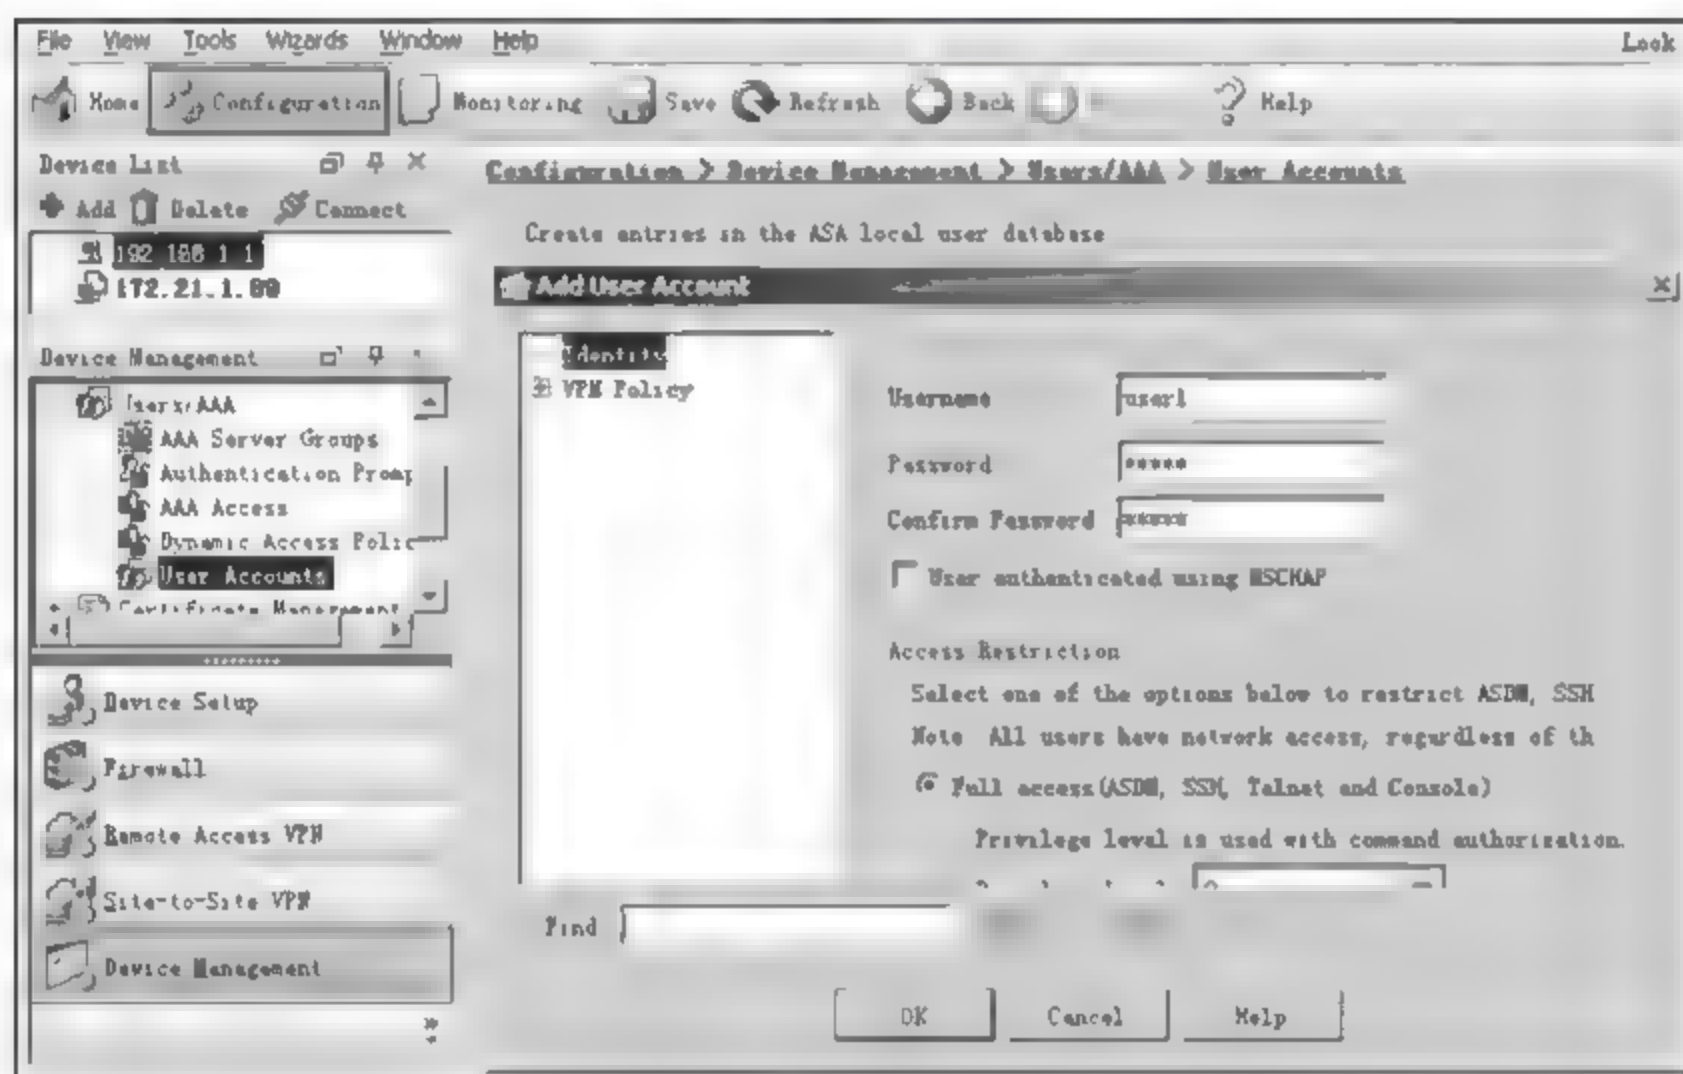 File View Tools Wizards Window Help
Look
Home Configuration Monitoring Save Refresh Back Help
Device List
Add Delete Connect
192 168 1 1
172.21.1.
Device Management
Users/AAA
AAA Server Groups
Authentication Promp
AAA Access
Dynamic Access Polic
User Accounts
Certificate Management
Device Setup
Firewall
Remote Access VPN
Site-to-Site VPN
Device Management
Configuration > Device Management > Users/AAA > User Accounts
Create entries in the ASA local user database
Add User Account
Identity
VPN Policy
Username user1
Password *****
Confirm Password *****
User authenticated using MSCHAP
Access Restriction
Select one of the options below to restrict ASDM, SSH
Note All users have network access, regardless of th
Full access(ASDM, SSH, Telnet and Console)
Privilege level is used with command authorization.
Find
OK Cancel Help